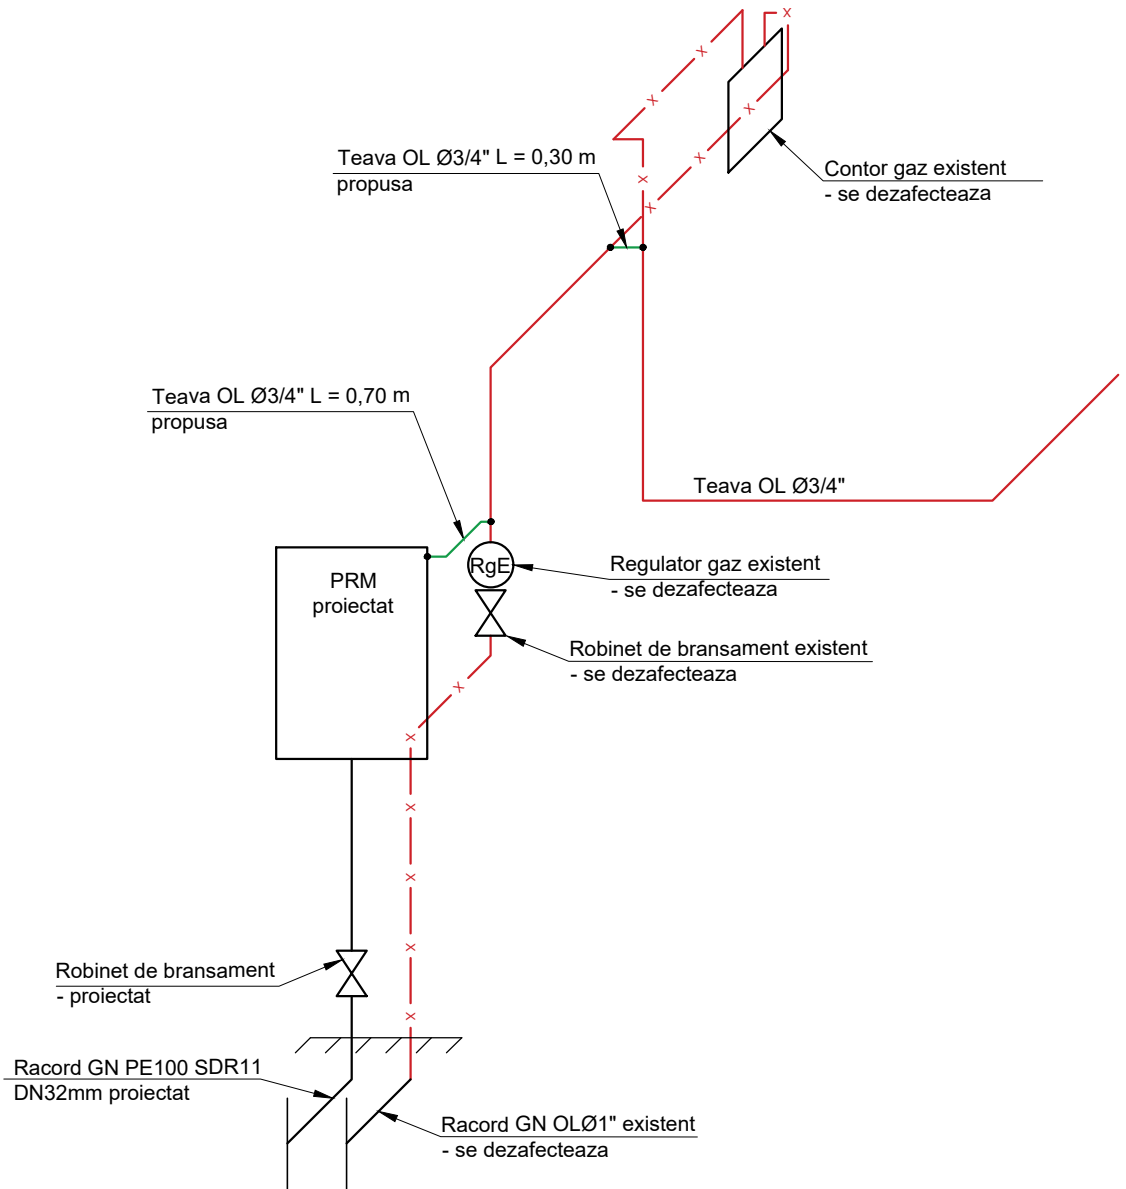 Teava OL Ø3/4" L = 0,30 m
propusa
Contor gaz existent
- se dezafecteaza
Teava OL Ø3/4" L = 0,70 m
propusa
Teava OL Ø3/4"
PRM
proiectat
RgE
Regulator gaz existent
- se dezafecteaza
Robinet de bransament existent
- se dezafecteaza
Robinet de bransament
- proiectat
Racord GN PE100 SDR11
DN32mm proiectat
Racord GN OLØ1" existent
- se dezafecteaza